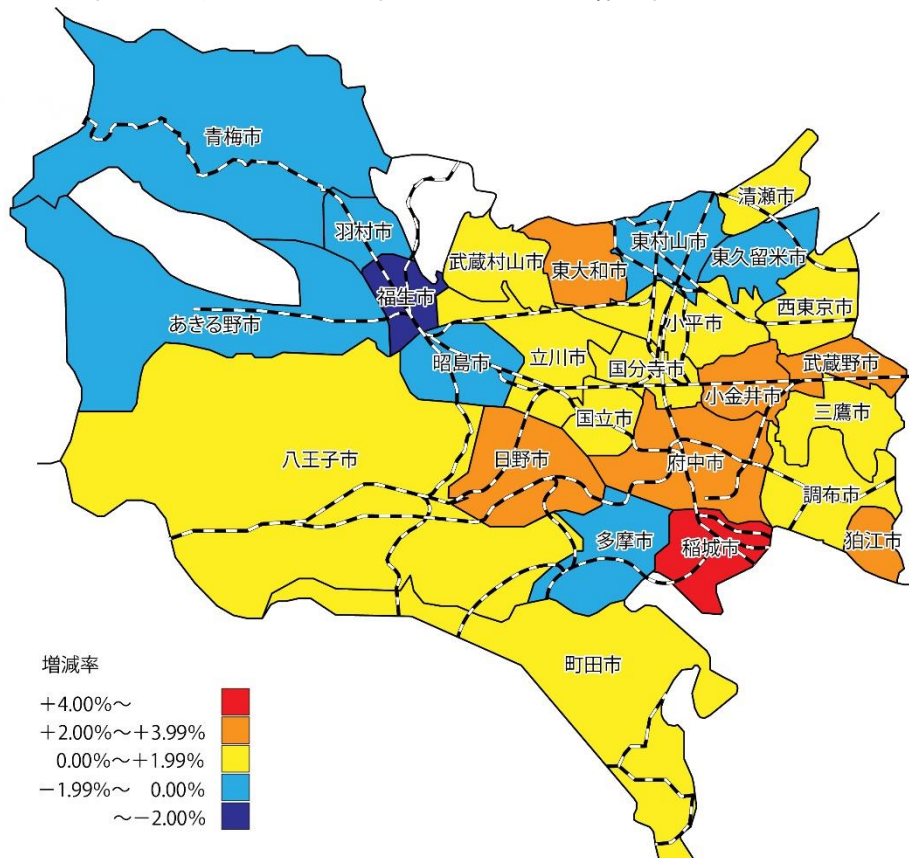 青梅市
清瀬市
羽村市
東村山市
武蔵村山市
東大和市
東久留米市
福生市
西東京市
あきる野市
小平市
昭島市
立川市
国分寺市
武蔵野市
小金井市
国立市
三鷹市
八王子市
日野市
府中市
調布市
多摩市
稲城市
狛江市
町田市
増減率
+4.00%～
+2.00%～+3.99%
0.00%～+1.99%
−1.99%～ 0.00%
～−2.00%